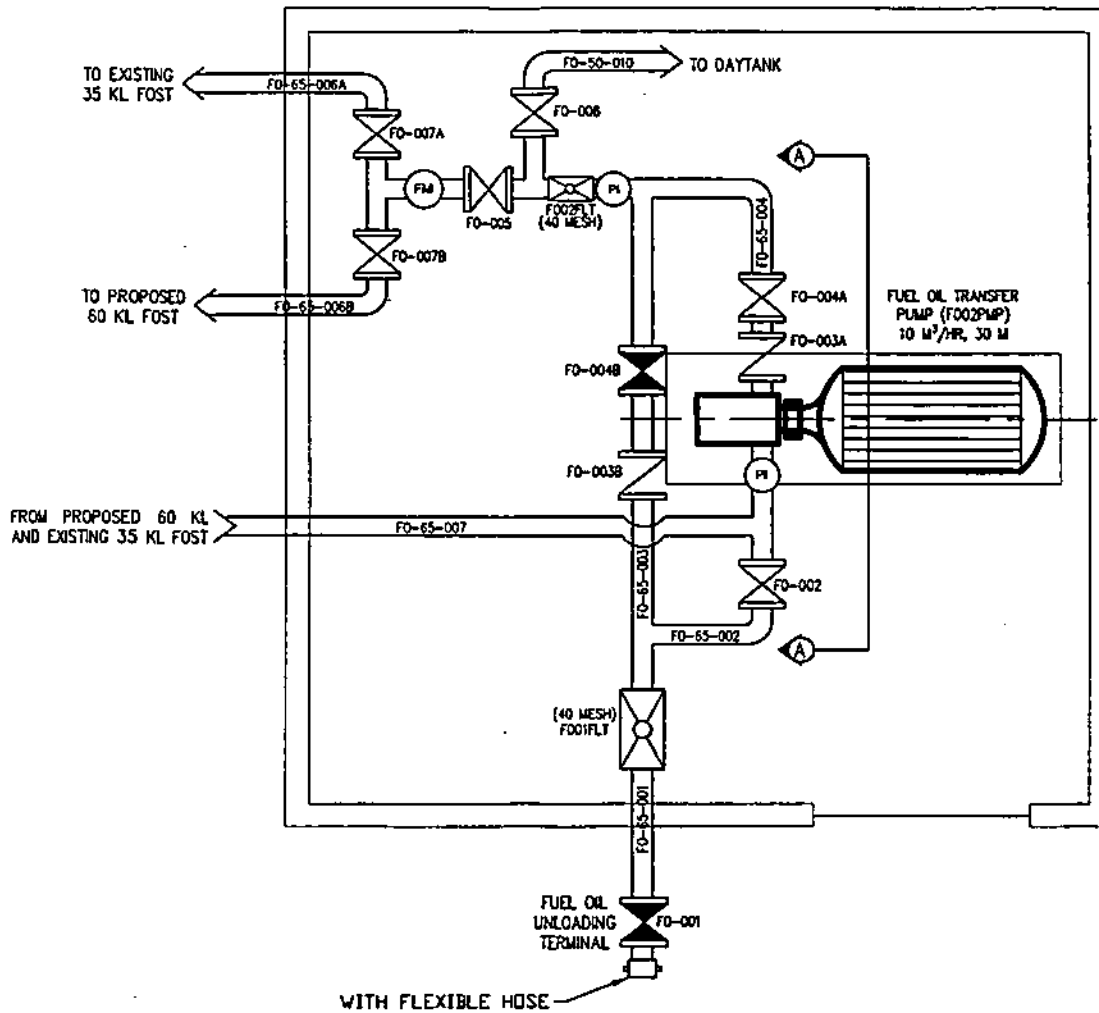 FO-50-010
TO DAYTANK
TO EXISTING
35 KL FOST
FO-65-006A
FO-006
FO-007A
FM
FO-005
F002FLT
(40 MESH)
PI
FO-65-004
A
FO-007B
TO PROPOSED
60 KL FOST
FO-65-006B
FO-004A
FUEL OIL TRANSFER
PUMP (F002PMP)
10 M³/HR, 30 M
FO-003A
FO-004B
FO-003B
PI
FROM PROPOSED 60 KL
AND EXISTING 35 KL FOST
FO-65-007
FO-65-003
FO-002
FO-65-002
A
(40 MESH)
F001FLT
FO-65-001
FUEL OIL
UNLOADING
TERMINAL
FO-001
WITH FLEXIBLE HOSE